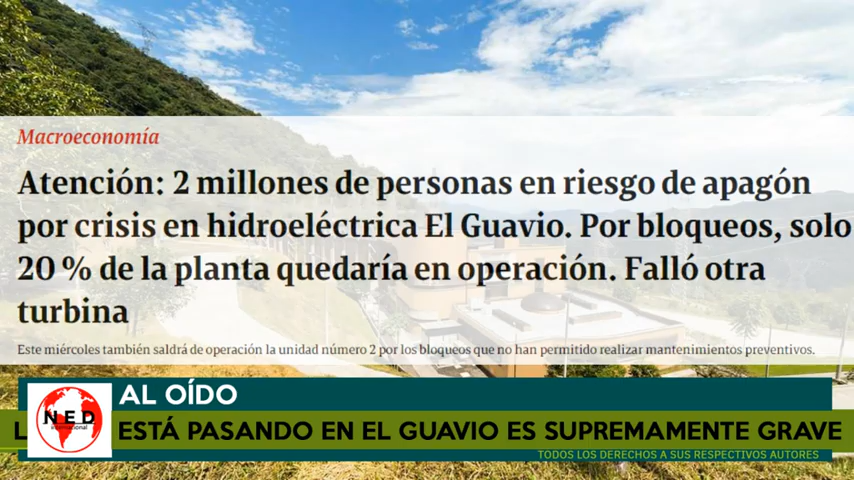 Macroeconomía
Atención: 2 millones de personas en riesgo de apagón
por crisis en hidroeléctrica El Guavio. Por bloqueos, solo
20 % de la planta quedaría en operación. Falló otra
turbina
Este miércoles también saldrá de operación la unidad número 2 por los bloqueos que no han permitido realizar mantenimientos preventivos.
AL OÍDO
NED
internacional
L ESTÁ PASANDO EN EL GUAVIO ES SUPREMAMENTE GRAVE
TODOS LOS DERECHOS A SUS RESPECTIVOS AUTORES